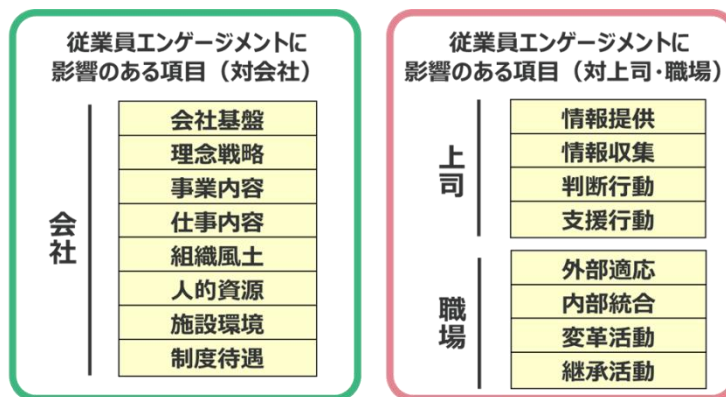 従業員エンゲージメントに
影響のある項目（対会社）
会社
会社基盤
理念戦略
事業内容
仕事内容
組織風土
人的資源
施設環境
制度待遇
従業員エンゲージメントに
影響のある項目（対上司・職場）
上司
情報提供
情報収集
判断行動
支援行動
職場
外部適応
内部統合
変革活動
継承活動